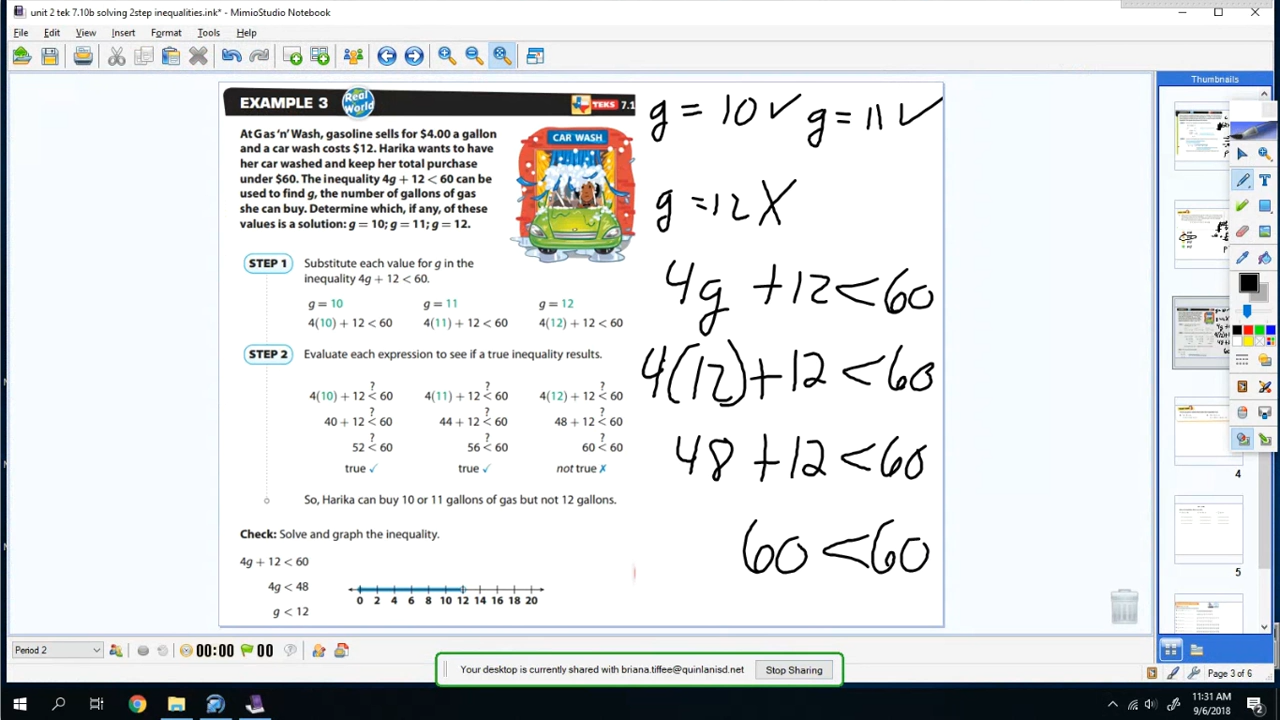 unit 2 tek 7.10b solving 2step inequalities.ink* - MimioStudio Notebook
File Edit View Insert Format Tools Help
EXAMPLE 3 Real World TEKS 7.1
At Gas 'n' Wash, gasoline sells for $4.00 a gallon
and a car wash costs $12. Harika wants to have
her car washed and keep her total purchase
under $60. The inequality 4g + 12 < 60 can be
used to find g, the number of gallons of gas
she can buy. Determine which, if any, of these
values is a solution: g = 10; g = 11; g = 12.
CAR WASH
STEP 1 Substitute each value for g in the
inequality 4g + 12 < 60.
g = 10 g = 11 g = 12
4(10) + 12 < 60 4(11) + 12 < 60 4(12) + 12 < 60
STEP 2 Evaluate each expression to see if a true inequality results.
? ? ?
4(10) + 12 < 60 4(11) + 12 < 60 4(12) + 12 < 60
? ? ?
40 + 12 < 60 44 + 12 < 60 48 + 12 < 60
? ? ?
52 < 60 56 < 60 60 < 60
true ✓ true ✓ not true ✗
So, Harika can buy 10 or 11 gallons of gas but not 12 gallons.
Check: Solve and graph the inequality.
4g + 12 < 60
4g < 48
g < 12
0 2 4 6 8 10 12 14 16 18 20
g = 10 ✓ g = 11 ✓
g = 12 X
4g + 12 < 60
4(12) + 12 < 60
48 + 12 < 60
60 < 60
Thumbnails
4
5
Period 2
00:00
00
Your desktop is currently shared with briana.tiffee@quinlanisd.net Stop Sharing
Page 3 of 6
11:31 AM
9/6/2018
2